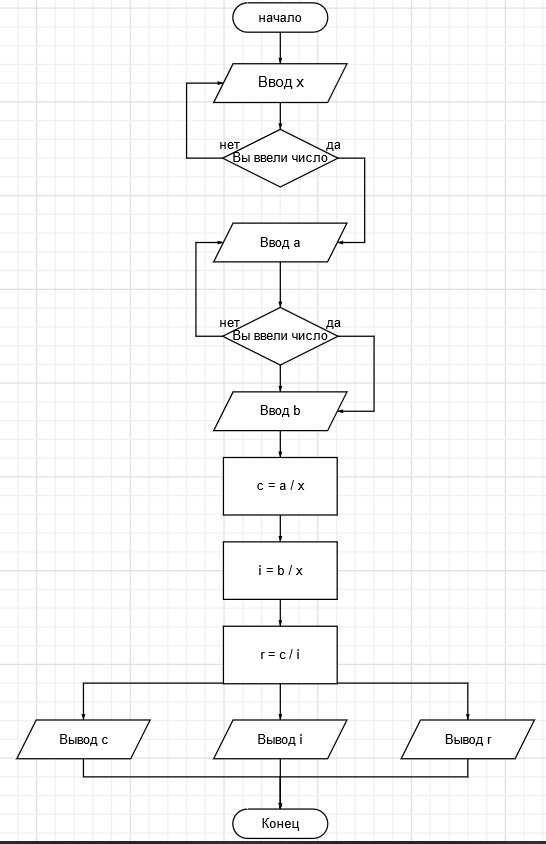 начало
Ввод x
нет
да
Вы ввели число
Ввод a
нет
да
Вы ввели число
Ввод b
c = a / x
i = b / x
r = c / i
Вывод c
Вывод i
Вывод r
Конец